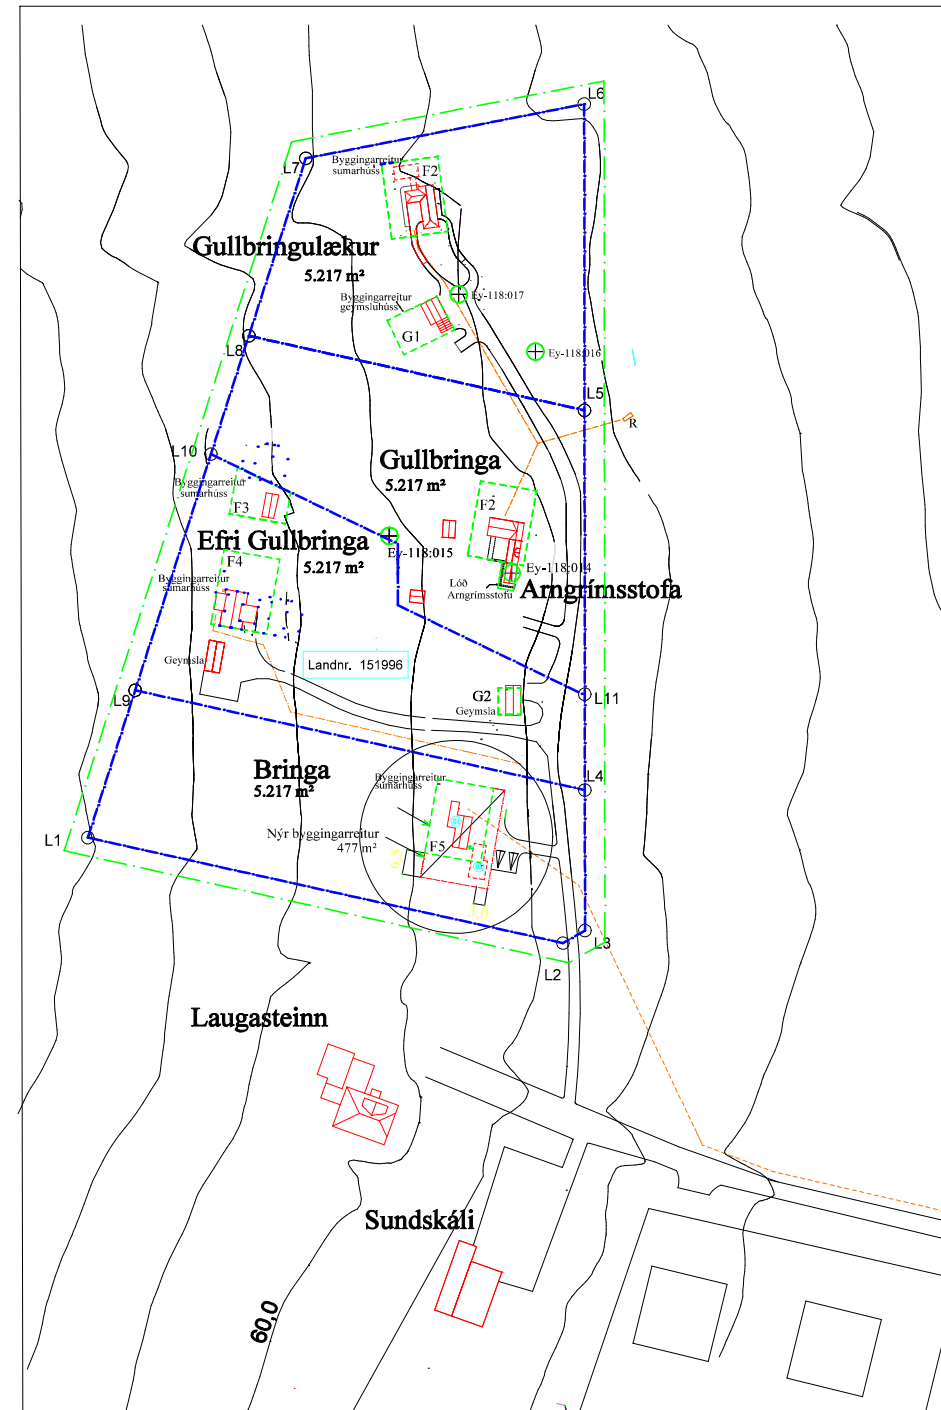 L6
L7
Byggingarreitur
sumarhúss
F2
Gullbringulækur
5.217 m²
Byggingarreitur
geymsluhúss
Ey-118:017
G1
L8
Ey-118:016
L5
R
L10
Gullbringa
5.217 m²
Byggingarreitur
sumarhúss
F3
F2
Efri Gullbringa
5.217 m²
Ey-118:015
F4
Byggingarreitur
sumarhúss
Ey-118:014
Lóð
Arngrímsstofu
Arngrímsstofa
Geymsla
Landnr. 151996
L9
G2
Geymsla
L11
Bringa
5.217 m²
Byggingarreitur
sumarhúss
L4
Nýr byggingarreitur
477 m²
F5
L1
5,0
L3
L2
Laugasteinn
Sundskáli
60,0